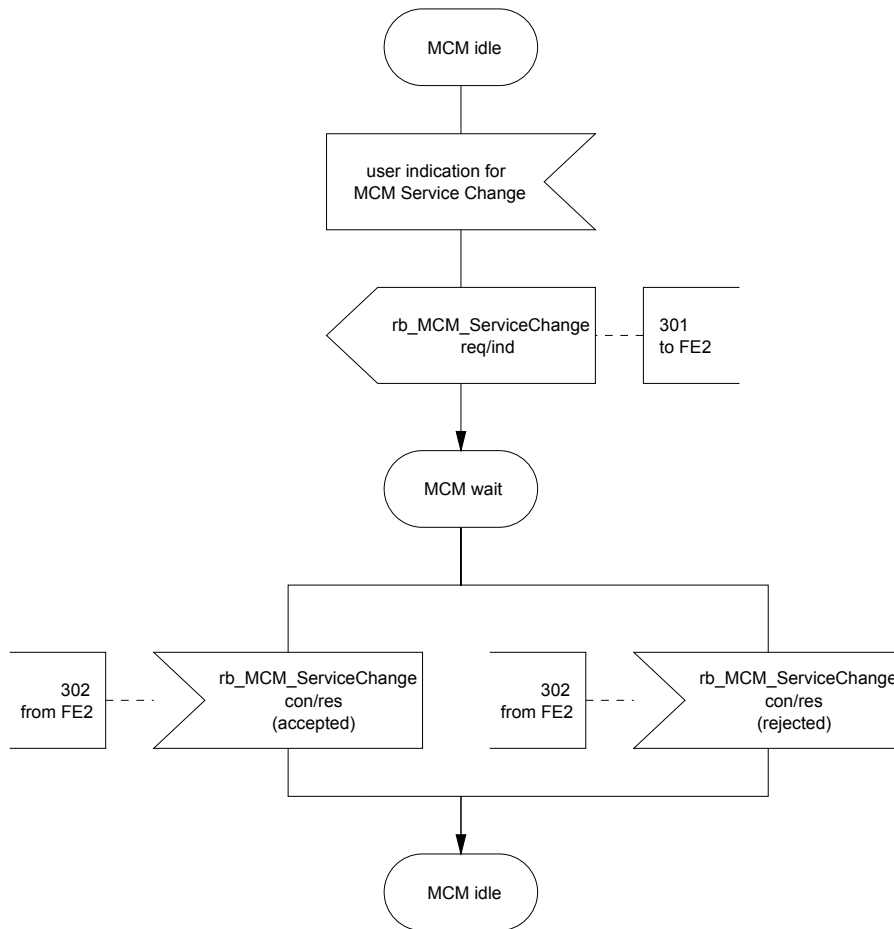 MCM idle
user indication for
MCM Service Change
rb_MCM_ServiceChange
req/ind
301
to FE2
MCM wait
302
from FE2
rb_MCM_ServiceChange
con/res
(accepted)
302
from FE2
rb_MCM_ServiceChange
con/res
(rejected)
MCM idle